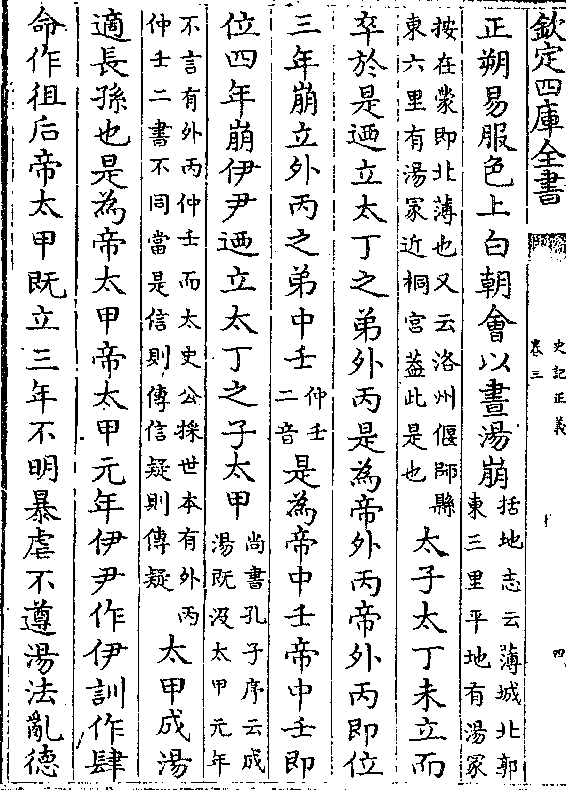 欽定四庫全書
史記正義
卷三
四
正朔易服色上白朝會以晝湯崩括地志云薄城北郭
東三里平地有湯冢
按在蒙即北薄也又云洛州偃師縣
東六里有湯冢近桐宮蓋此是也太子太丁未立而
卒於是迺立太丁之弟外丙是為帝外丙帝外丙即位
三年崩立外丙之弟中壬仲壬
二音是為帝中壬帝中壬即
位四年崩伊尹迺立太丁之子太甲尚書孔子序云成
湯既沒太甲元年
不言有外丙仲壬而太史公採世本有外丙
仲壬二書不同當是信則傳信疑則傳疑太甲成湯
適長孫也是為帝太甲帝太甲元年伊尹作伊訓作肆
命作徂后帝太甲既立三年不明暴虐不遵湯法亂德